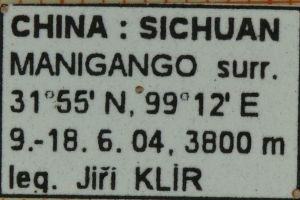 CHINA : SICHUAN
MANIGANGO surr.
31°55' N, 99°12' E
9.-18. 6. 04, 3800 m
leg. Jiří KLÍR